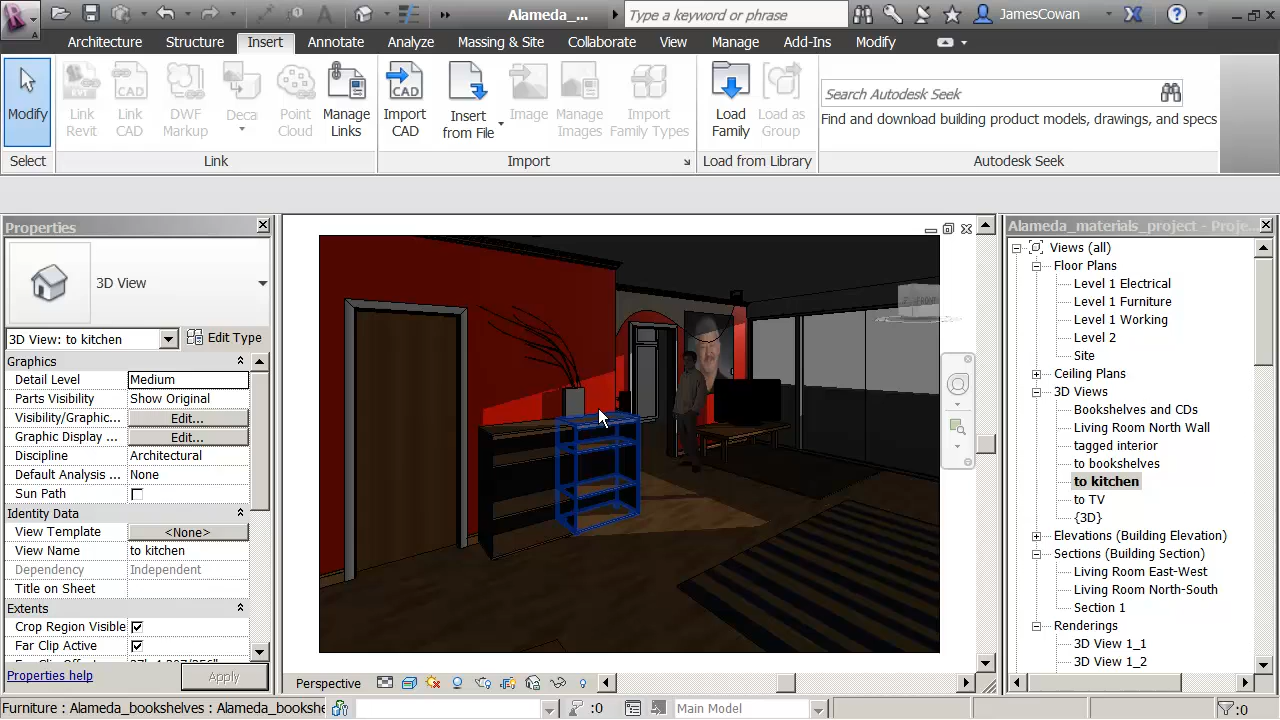 Alameda_...
Type a keyword or phrase
JamesCowan
Architecture
Structure
Insert
Annotate
Analyze
Massing & Site
Collaborate
View
Manage
Add-Ins
Modify
Modify
Link
Revit
Link
CAD
DWF
Markup
Deca
Point
Cloud
Manage
Links
Import
CAD
Insert
from File
Image
Manage
Images
Import
Family Types
Load
Family
Load as
Group
Search Autodesk Seek
Find and download building product models, drawings, and specs
Select
Link
Import
Load from Library
Autodesk Seek
Properties
3D View
3D View: to kitchen
Edit Type
Graphics
Detail Level Medium
Parts Visibility Show Original
Visibility/Graphic... Edit...
Graphic Display ... Edit...
Discipline Architectural
Default Analysis ... None
Sun Path
Identity Data
View Template <None>
View Name to kitchen
Dependency Independent
Title on Sheet
Extents
Crop Region Visible
Far Clip Active
Properties help
Apply
FRONT
Perspective
Alameda_materials_project - Proje...
Views (all)
Floor Plans
Level 1 Electrical
Level 1 Furniture
Level 1 Working
Level 2
Site
Ceiling Plans
3D Views
Bookshelves and CDs
Living Room North Wall
tagged interior
to bookshelves
to kitchen
to TV
{3D}
Elevations (Building Elevation)
Sections (Building Section)
Living Room East-West
Living Room North-South
Section 1
Renderings
3D View 1_1
3D View 1_2
Furniture : Alameda_bookshelves : Alameda_bookshe
:0
Main Model
:0